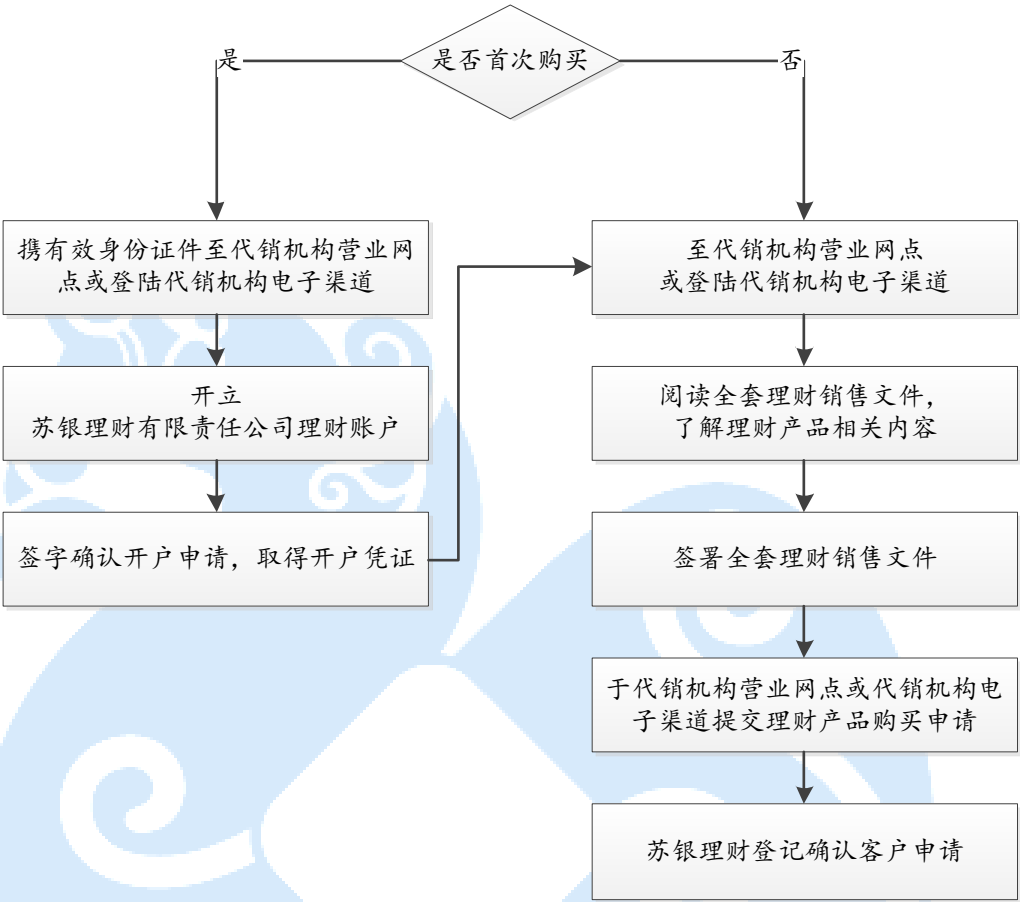 是否首次购买
是
否
携有效身份证件至代销机构营业网
点或登陆代销机构电子渠道
开立
苏银理财有限责任公司理财账户
签字确认开户申请，取得开户凭证
至代销机构营业网点
或登陆代销机构电子渠道
阅读全套理财销售文件，
了解理财产品相关内容
签署全套理财销售文件
于代销机构营业网点或代销机构电
子渠道提交理财产品购买申请
苏银理财登记确认客户申请